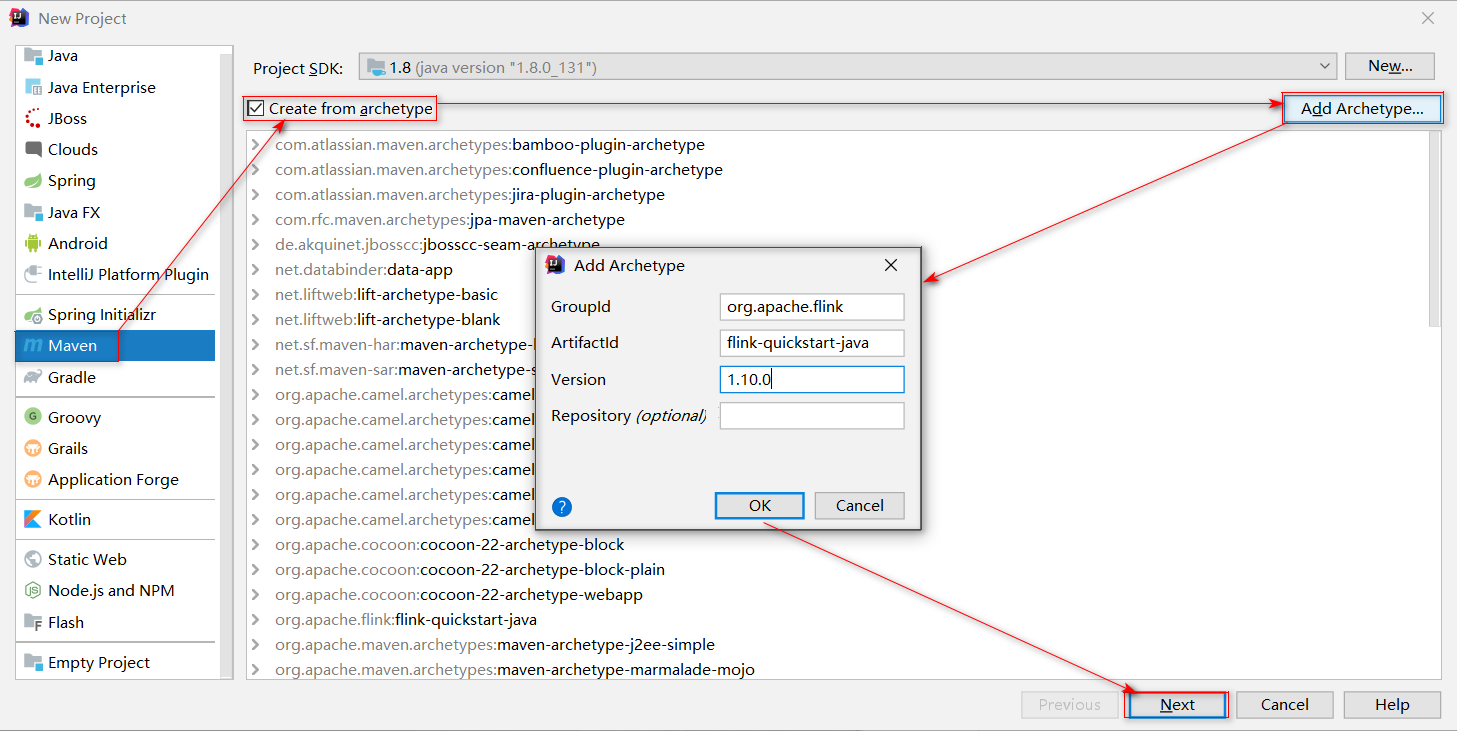 New Project
Java
Java Enterprise
JBoss
Clouds
Spring
Java FX
Android
IntelliJ Platform Plugin
Spring Initializr
Maven
Gradle
Groovy
Grails
Application Forge
Kotlin
Static Web
Node.js and NPM
Flash
Empty Project
Project SDK: 1.8 (java version "1.8.0_131") New...
Create from archetype Add Archetype...
com.atlassian.maven.archetypes:bamboo-plugin-archetype
com.atlassian.maven.archetypes:confluence-plugin-archetype
com.atlassian.maven.archetypes:jira-plugin-archetype
com.rfc.maven.archetypes:jpa-maven-archetype
de.akquinet.jbosscc:jbosscc-seam-archetype
net.databinder:data-app
net.liftweb:lift-archetype-basic
net.liftweb:lift-archetype-blank
net.sf.maven-har:maven-archetype-
net.sf.maven-sar:maven-archetype-s
org.apache.camel.archetypes:camel
org.apache.camel.archetypes:camel
org.apache.camel.archetypes:camel
org.apache.camel.archetypes:camel
org.apache.camel.archetypes:camel
org.apache.camel.archetypes:camel
org.apache.cocoon:cocoon-22-archetype-block
org.apache.cocoon:cocoon-22-archetype-block-plain
org.apache.cocoon:cocoon-22-archetype-webapp
org.apache.flink:flink-quickstart-java
org.apache.maven.archetypes:maven-archetype-j2ee-simple
org.apache.maven.archetypes:maven-archetype-marmalade-mojo
Add Archetype
GroupId org.apache.flink
ArtifactId flink-quickstart-java
Version 1.10.0
Repository (optional)
? OK Cancel
Previous Next Cancel Help